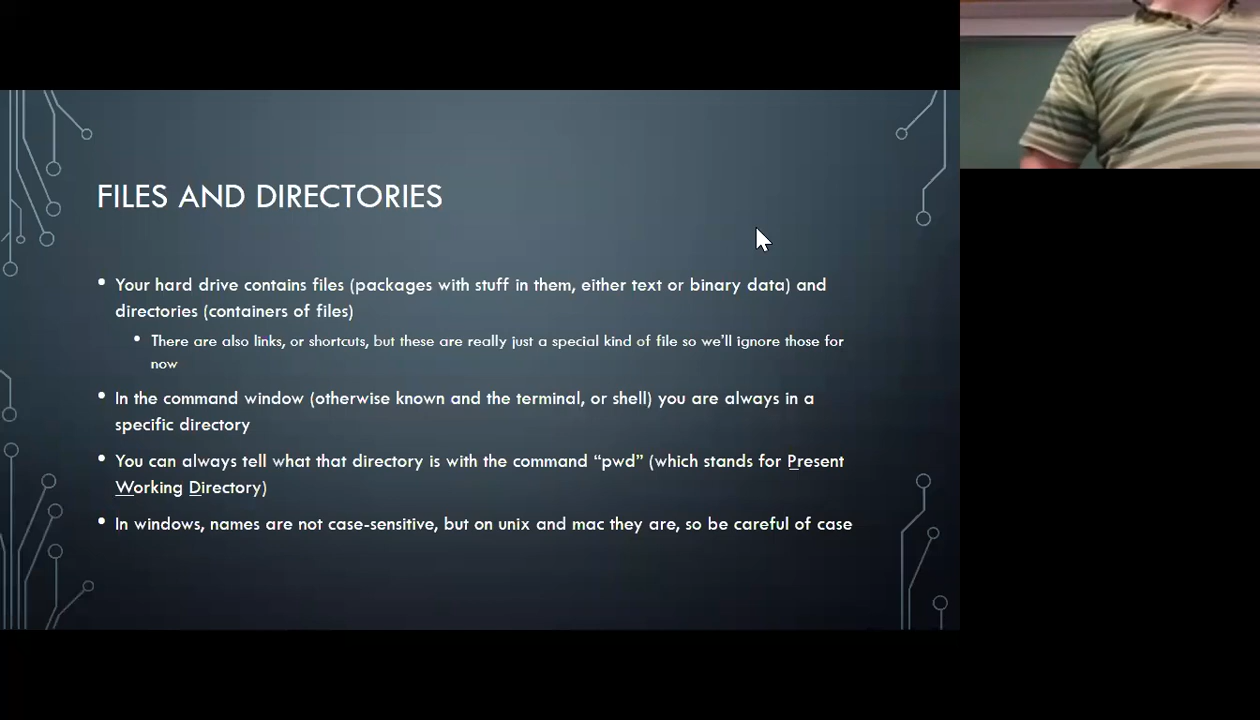 FILES AND DIRECTORIES
• Your hard drive contains files (packages with stuff in them, either text or binary data) and
directories (containers of files)
• There are also links, or shortcuts, but these are really just a special kind of file so we'll ignore those for
now
• In the command window (otherwise known and the terminal, or shell) you are always in a
specific directory
• You can always tell what that directory is with the command “pwd” (which stands for Present
Working Directory)
• In windows, names are not case-sensitive, but on unix and mac they are, so be careful of case